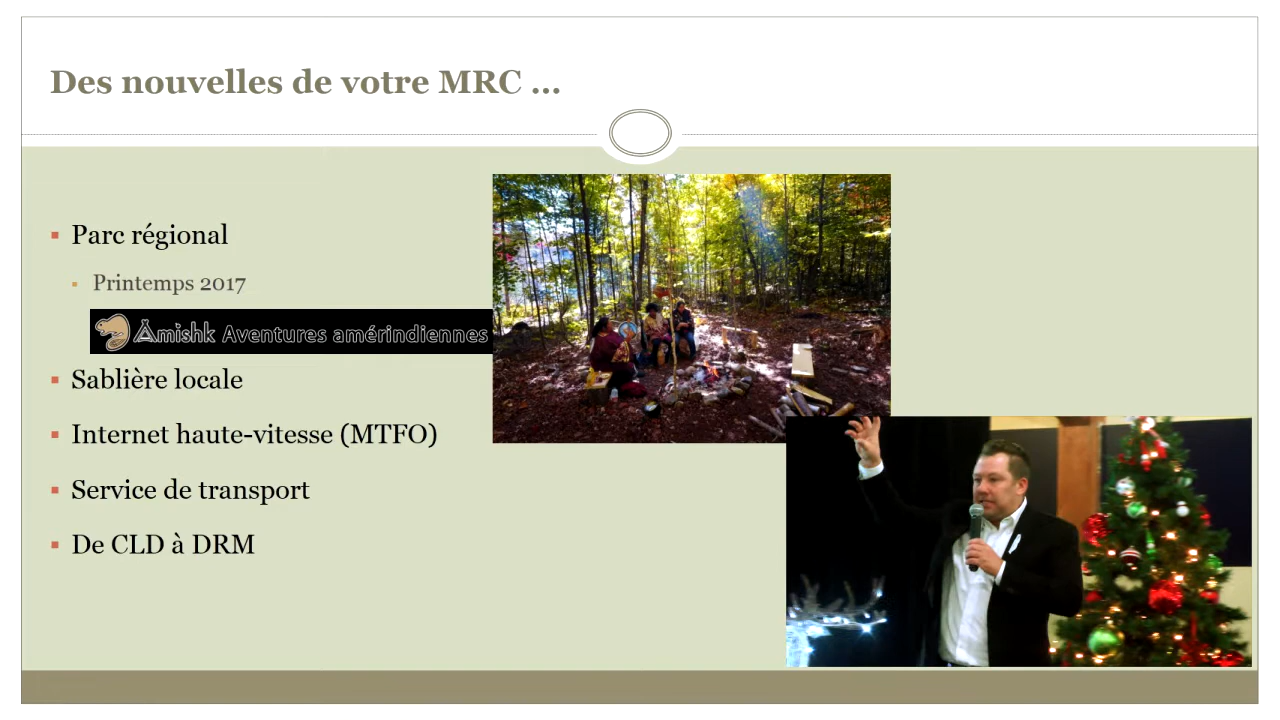 Des nouvelles de votre MRC ...
Parc régional
Printemps 2017
Amishk Aventures amérindiennes
Sablière locale
Internet haute-vitesse (MTFO)
Service de transport
De CLD à DRM